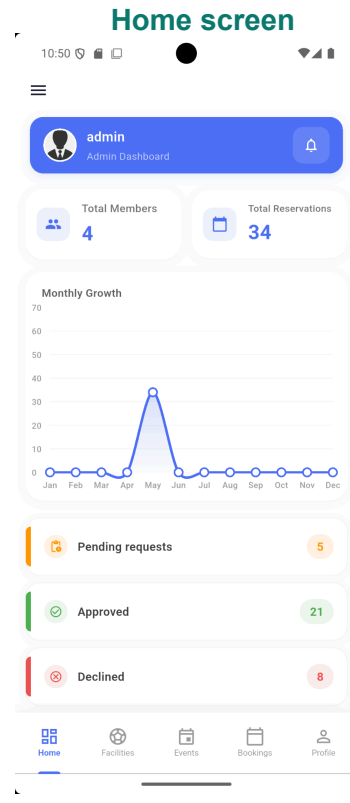 Home screen
10:50
admin
Admin Dashboard
Total Members
4
Total Reservations
34
Monthly Growth
70
60
50
40
30
20
10
0
Jan Feb Mar Apr May Jun Jul Aug Sep Oct Nov Dec
Pending requests 5
Approved 21
Declined 8
Home Facilities Events Bookings Profile